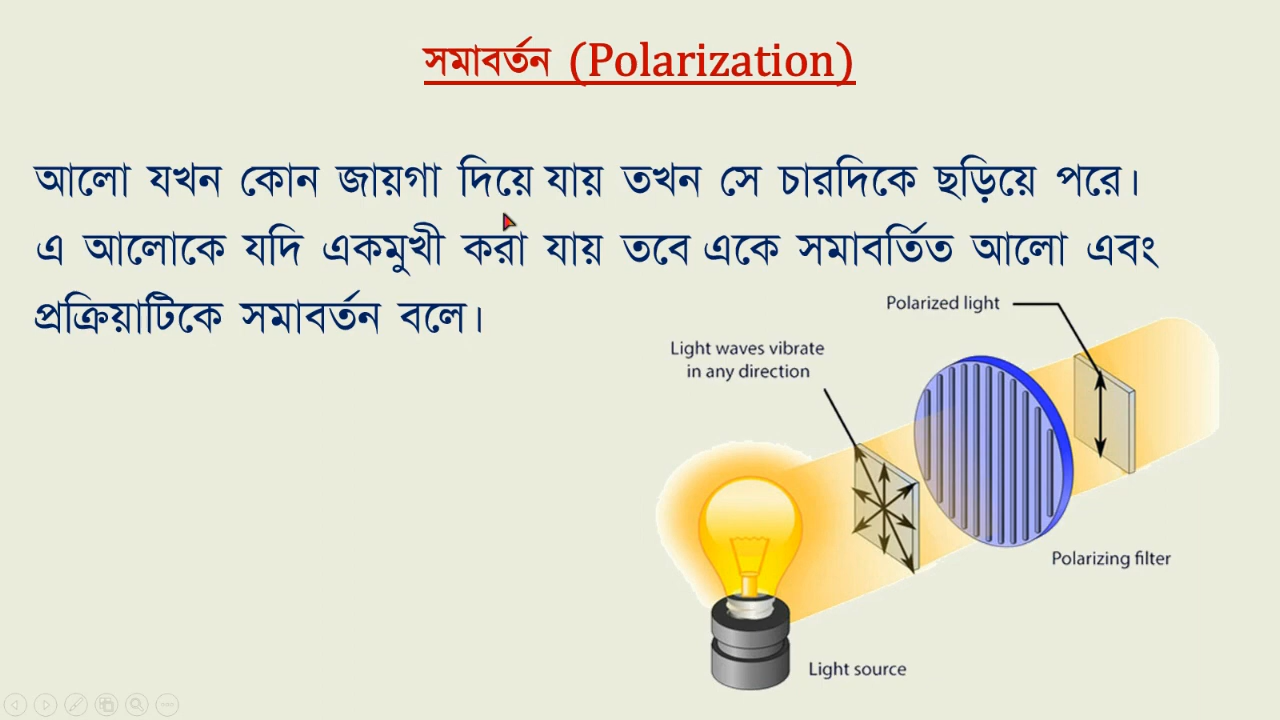 সমাবর্তন (Polarization)
আলো যখন কোন জায়গা দিয়ে যায় তখন সে চারদিকে ছড়িয়ে পরে।
এ আলোকে যদি একমুখী করা যায় তবে একে সমাবর্তিত আলো এবং
প্রক্রিয়াটিকে সমাবর্তন বলে।
Polarized light
Light waves vibrate
in any direction
Polarizing filter
Light source